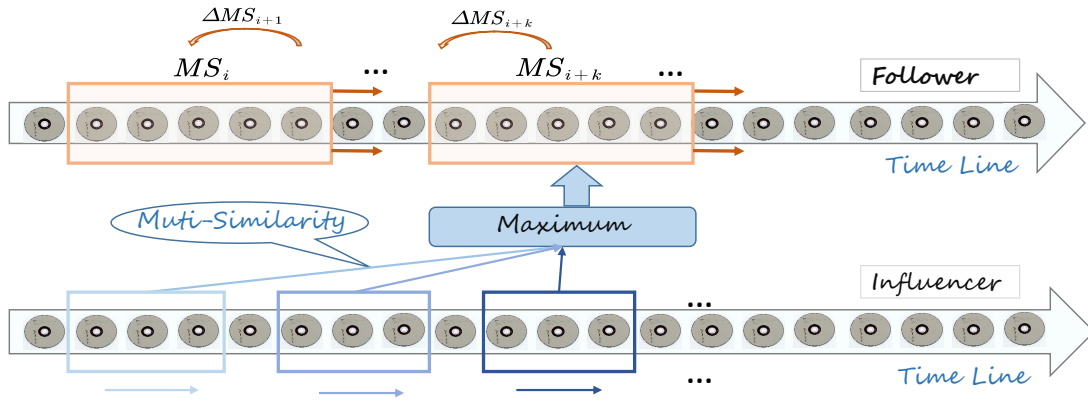 ΔMS_{i+1}
ΔMS_{i+k}
MS_i
...
MS_{i+k}
...
Follower
Time Line
Muti-Similarity
Maximum
Influencer
...
...
Time Line